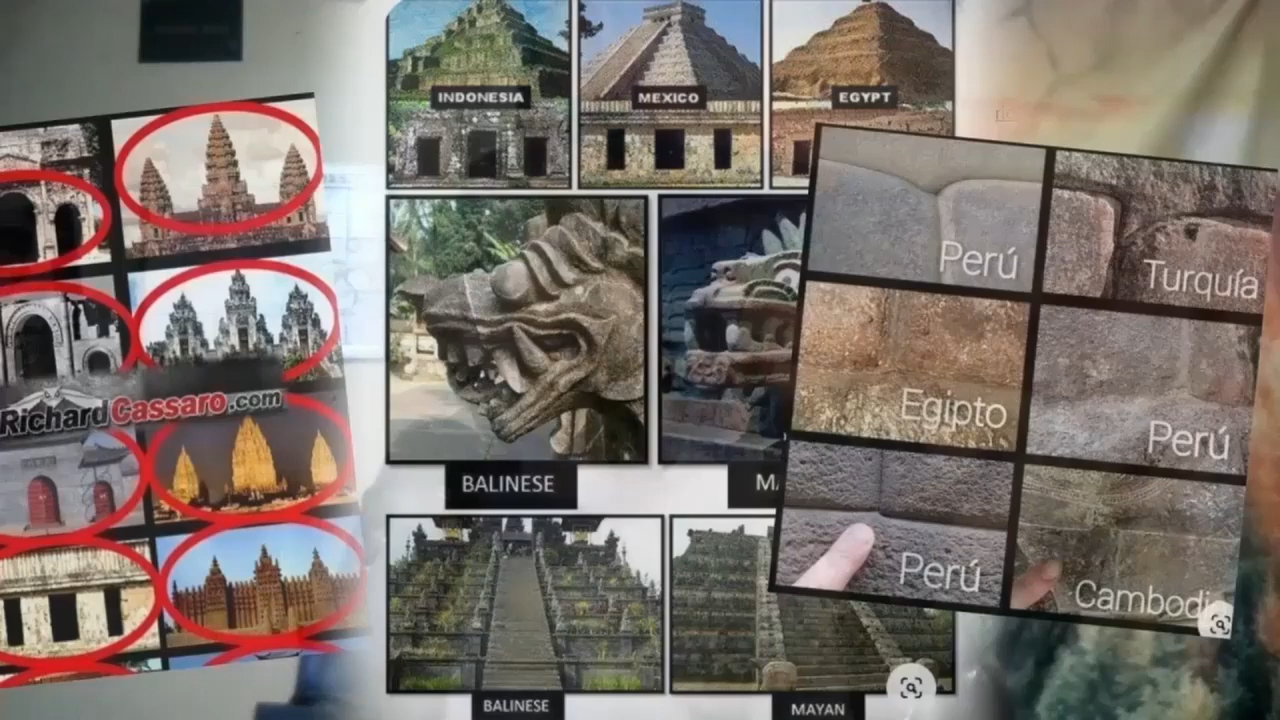 INDONESIA
MEXICO
EGYPT
Perú
Turquía
Egipto
Perú
RichardCassaro.com
BALINESE
Perú
BALINESE
MAYAN